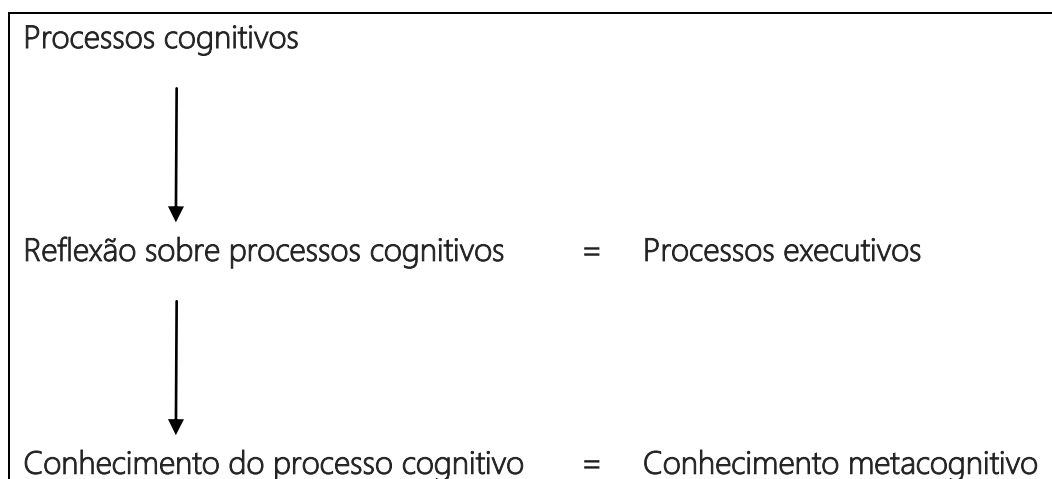 Processos cognitivos
Reflexão sobre processos cognitivos = Processos executivos
Conhecimento do processo cognitivo = Conhecimento metacognitivo